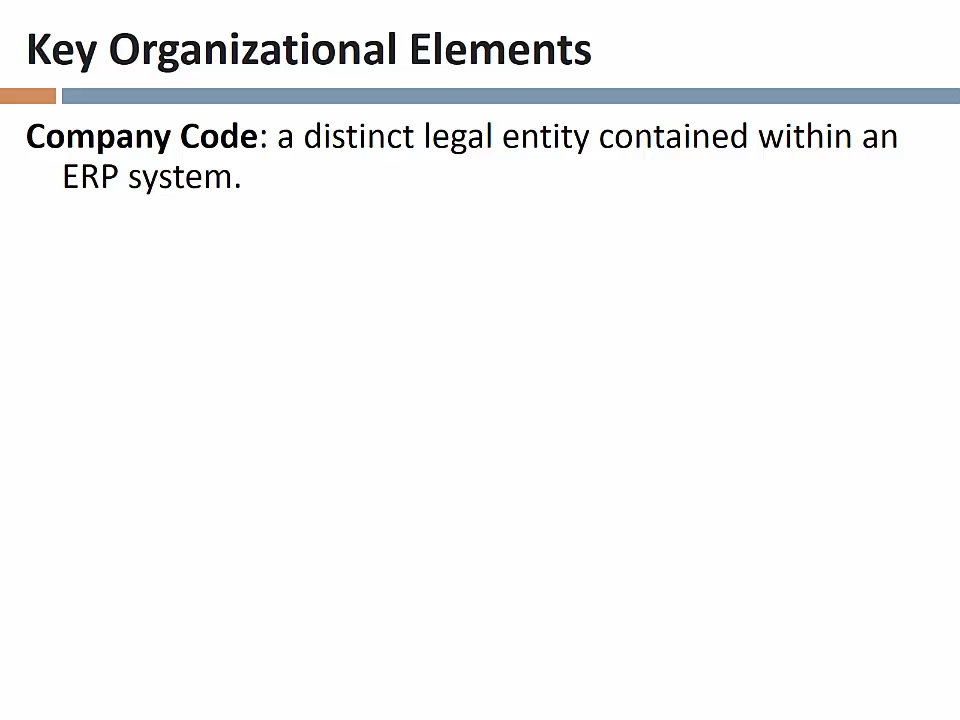 Key Organizational Elements
Company Code: a distinct legal entity contained within an
ERP system.